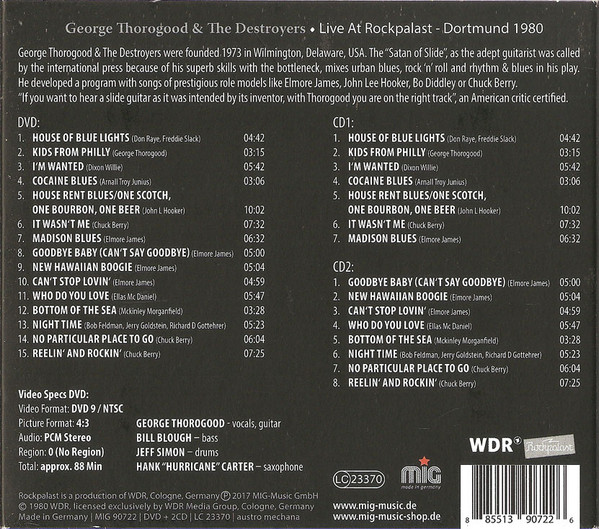 George Thorogood & The Destroyers • Live At Rockpalast - Dortmund 1980
George Thorogood & The Destroyers were founded 1973 in Wilmington, Delaware, USA. The "Satan of Slide", as the adept guitarist was called
by the international press because of his superb skills with the bottleneck, mixes urban blues, rock 'n' roll and rhythm & blues in his play.
He developed a program with songs of prestigious role models like Elmore James, John Lee Hooker, Bo Diddley or Chuck Berry.
"If you want to hear a slide guitar as it was intended by its inventor, with Thorogood you are on the right track", an American critic certified.
DVD:
1. HOUSE OF BLUE LIGHTS (Don Raye, Freddie Slack) 04:42
2. KIDS FROM PHILLY (George Thorogood) 03:15
3. I'M WANTED (Dixon Willie) 05:42
4. COCAINE BLUES (Arnall Troy Junius) 03:06
5. HOUSE RENT BLUES/ONE SCOTCH,
ONE BOURBON, ONE BEER (John L Hooker) 10:02
6. IT WASN'T ME (Chuck Berry) 07:32
7. MADISON BLUES (Elmore James) 06:32
8. GOODBYE BABY (CAN'T SAY GOODBYE) (Elmore James) 05:00
9. NEW HAWAIIAN BOOGIE (Elmore James) 05:04
10. CAN'T STOP LOVIN' (Elmore James) 04:59
11. WHO DO YOU LOVE (Ellas Mc Daniel) 05:47
12. BOTTOM OF THE SEA (Mckinley Morganfield) 03:28
13. NIGHT TIME (Bob Feldman, Jerry Goldstein, Richard D Gottehrer) 05:23
14. NO PARTICULAR PLACE TO GO (Chuck Berry) 06:04
15. REELIN' AND ROCKIN' (Chuck Berry) 07:25
CD1:
1. HOUSE OF BLUE LIGHTS (Don Raye, Freddie Slack) 04:42
2. KIDS FROM PHILLY (George Thorogood) 03:15
3. I'M WANTED (Dixon Willie) 05:42
4. COCAINE BLUES (Arnall Troy Junius) 03:06
5. HOUSE RENT BLUES/ONE SCOTCH,
ONE BOURBON, ONE BEER (John L Hooker) 10:02
6. IT WASN'T ME (Chuck Berry) 07:32
7. MADISON BLUES (Elmore James) 06:32
CD2:
1. GOODBYE BABY (CAN'T SAY GOODBYE) (Elmore James) 05:00
2. NEW HAWAIIAN BOOGIE (Elmore James) 05:04
3. CAN'T STOP LOVIN' (Elmore James) 04:59
4. WHO DO YOU LOVE (Ellas Mc Daniel) 05:47
5. BOTTOM OF THE SEA (Mckinley Morganfield) 03:28
6. NIGHT TIME (Bob Feldman, Jerry Goldstein, Richard D Gottehrer) 05:23
7. NO PARTICULAR PLACE TO GO (Chuck Berry) 06:04
8. REELIN' AND ROCKIN' (Chuck Berry) 07:25
Video Specs DVD:
Video Format: DVD 9 / NTSC
Picture Format: 4:3
Audio: PCM Stereo
Region: 0 (No Region)
Total: approx. 88 Min
GEORGE THOROGOOD - vocals, guitar
BILL BLOUGH – bass
JEFF SIMON – drums
HANK "HURRICANE" CARTER – saxophone
Rockpalast is a production of WDR, Cologne, Germany Ⓟ 2017 MIG-Music GmbH
© 1980 WDR, licensed exclusively by WDR Media Group, Cologne, Germany
Made in Germany | MIG 90722 | DVD + 2CD | LC 23370 | austro mechana
LC 23370
mig
made in germany
www.mig-music.de
www.mig-music-shop.de
WDR
Rockpalast
8 85513 90722 6